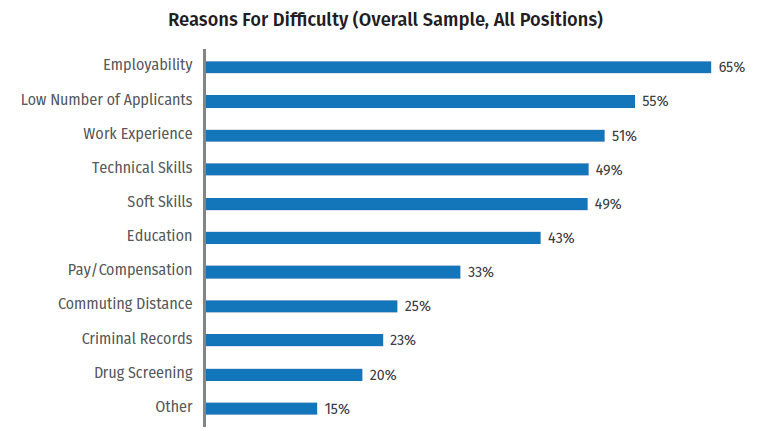 Reasons For Difficulty (Overall Sample, All Positions)
Employability 65%
Low Number of Applicants 55%
Work Experience 51%
Technical Skills 49%
Soft Skills 49%
Education 43%
Pay/Compensation 33%
Commuting Distance 25%
Criminal Records 23%
Drug Screening 20%
Other 15%